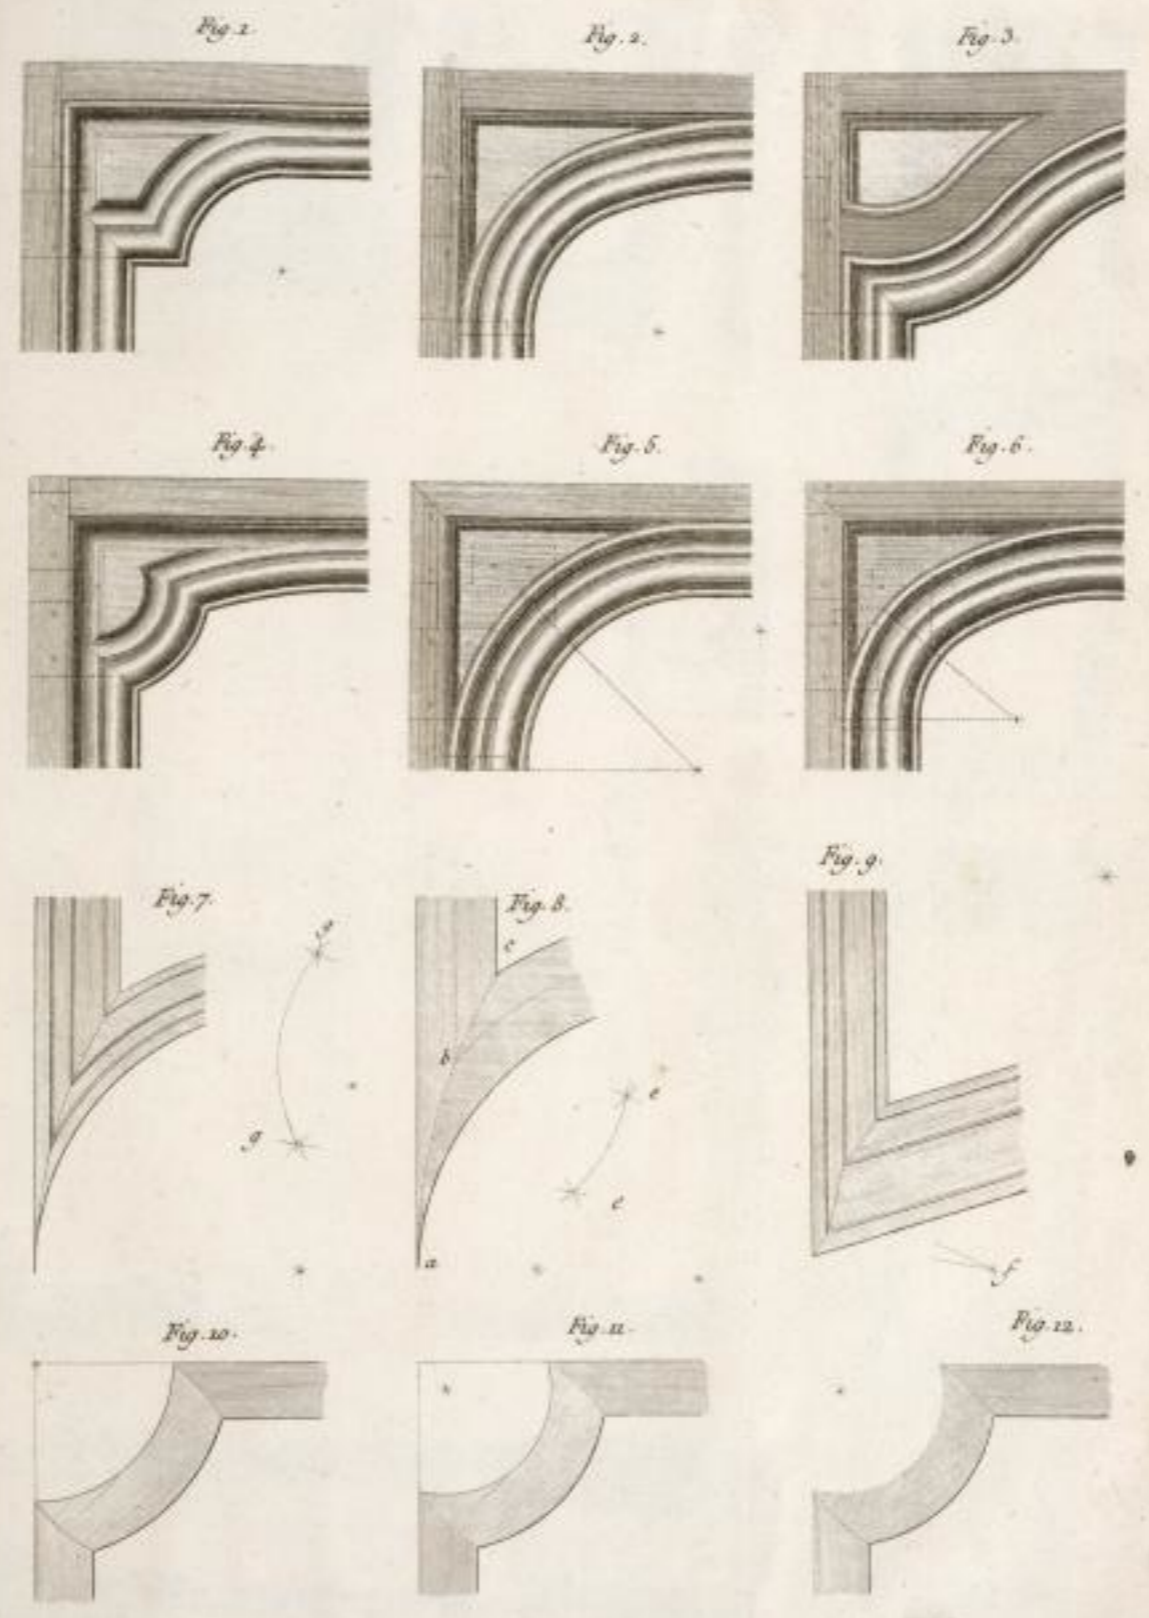 Fig. 1.
Fig. 2.
Fig. 3.
Fig. 4.
Fig. 5.
Fig. 6.
Fig. 7.
Fig. 8.
Fig. 9.
g
c
b
e
g
e
a
f
Fig. 10.
Fig. 11.
Fig. 12.